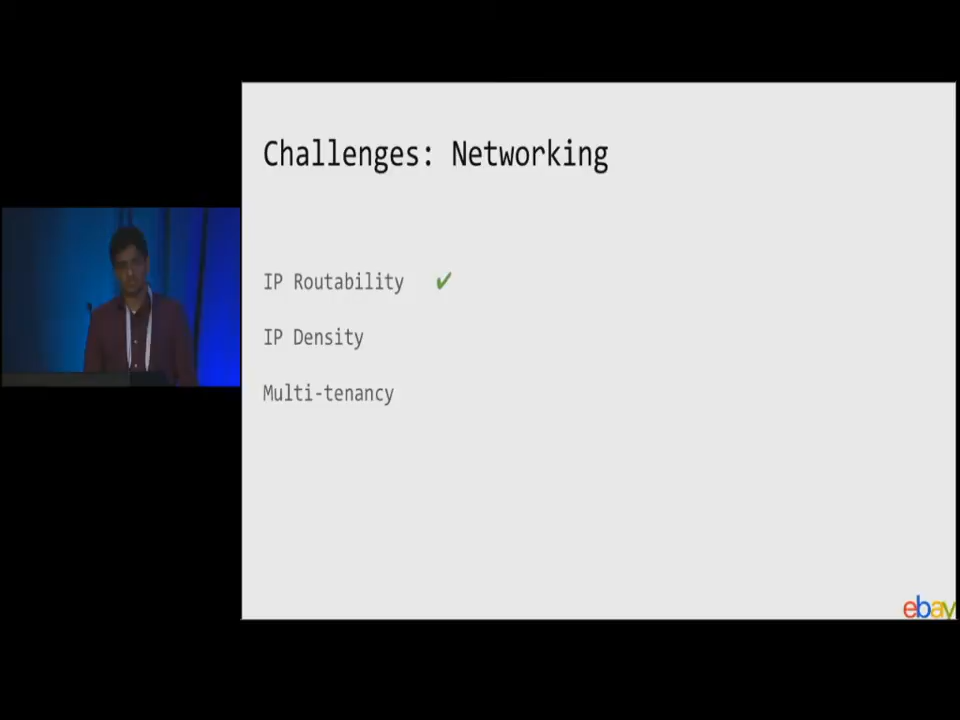 Challenges: Networking
IP Routability ✔
IP Density
Multi-tenancy
ebay